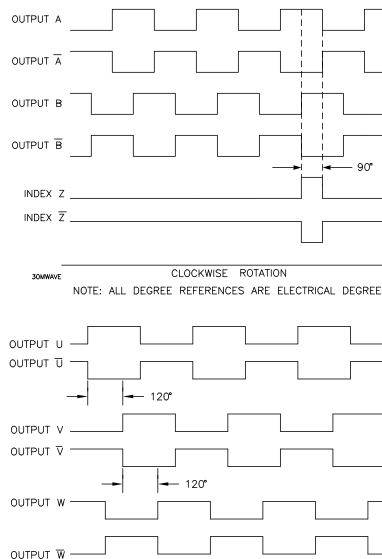 OUTPUT A
OUTPUT A̅
OUTPUT B
OUTPUT B̅
90°
INDEX Z
INDEX Z̅
30MWAVE
CLOCKWISE ROTATION
NOTE: ALL DEGREE REFERENCES ARE ELECTRICAL DEGREE
OUTPUT U
OUTPUT U̅
120°
OUTPUT V
OUTPUT V̅
120°
OUTPUT W
OUTPUT W̅